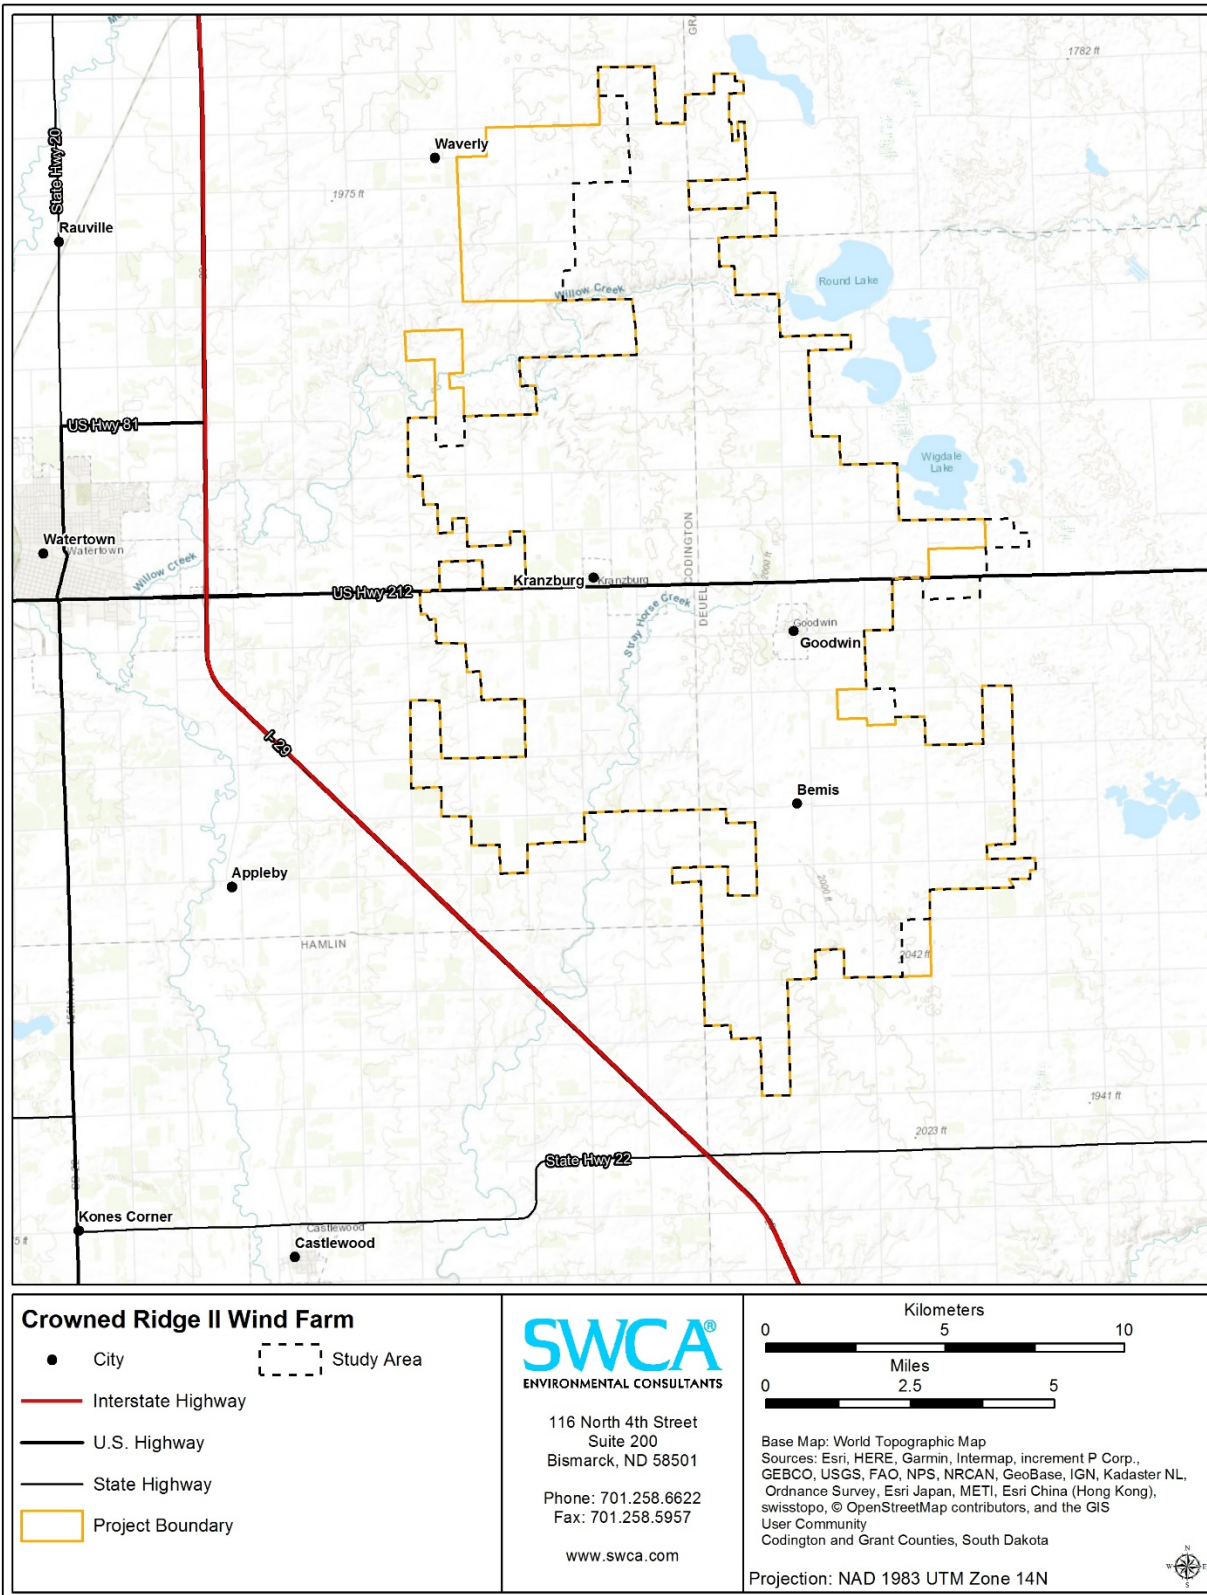 GRA
1782 ft
State Hwy 20
Waverly
1975 ft
Rauville
Round Lake
Willow Creek
US Hwy 81
Wigdale
Lake
CODINGTON
DEUEL
2000 ft
Watertown
Watertown
Willow Creek
Kranzburg
Kranzburg
US Hwy 212
Stray Horse Creek
Goodwin
Goodwin
I-29
Bemis
Appleby
2000 ft
HAMLIN
2042 ft
1941 ft
2023 ft
State Hwy 22
Kones Corner
5 ft
Castlewood
Castlewood
Crowned Ridge II Wind Farm
City
Study Area
Interstate Highway
U.S. Highway
State Highway
Project Boundary
SWCA®
ENVIRONMENTAL CONSULTANTS
116 North 4th Street
Suite 200
Bismarck, ND 58501
Phone: 701.258.6622
Fax: 701.258.5957
www.swca.com
Kilometers
0 5 10
Miles
0 2.5 5
Base Map: World Topographic Map
Sources: Esri, HERE, Garmin, Intermap, increment P Corp.,
GEBCO, USGS, FAO, NPS, NRCAN, GeoBase, IGN, Kadaster NL,
Ordnance Survey, Esri Japan, METI, Esri China (Hong Kong),
swisstopo, © OpenStreetMap contributors, and the GIS
User Community
Codington and Grant Counties, South Dakota
Projection: NAD 1983 UTM Zone 14N
N
W E